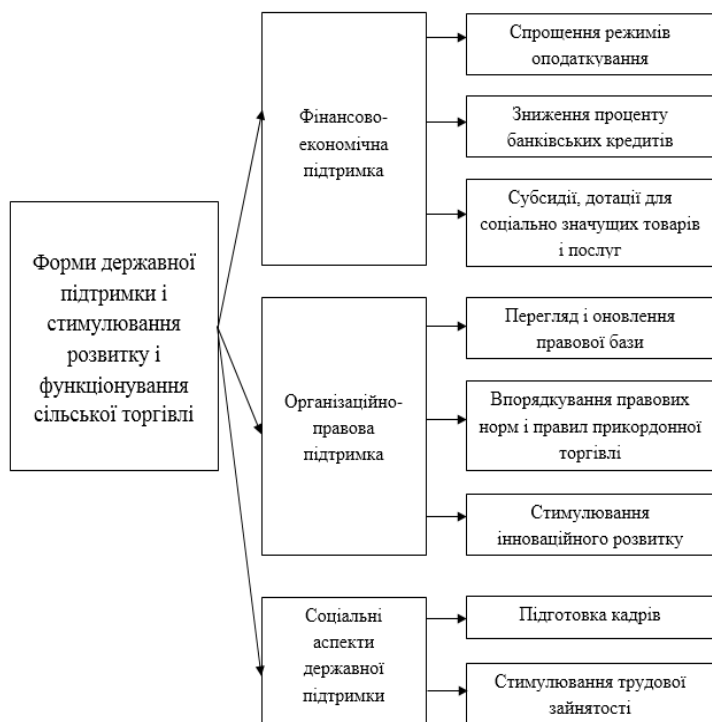 Форми державної
підтримки і
стимулювання
розвитку і
функціонування
сільської торгівлі
Фінансово-
економічна
підтримка
Спрощення режимів
оподаткування
Зниження проценту
банківських кредитів
Субсидії, дотації для
соціально значущих товарів
і послуг
Організаційно-
правова
підтримка
Перегляд і оновлення
правової бази
Впорядкування правових
норм і правил прикордонної
торгівлі
Стимулювання
інноваційного розвитку
Соціальні
аспекти
державної
підтримки
Підготовка кадрів
Стимулювання трудової
зайнятості